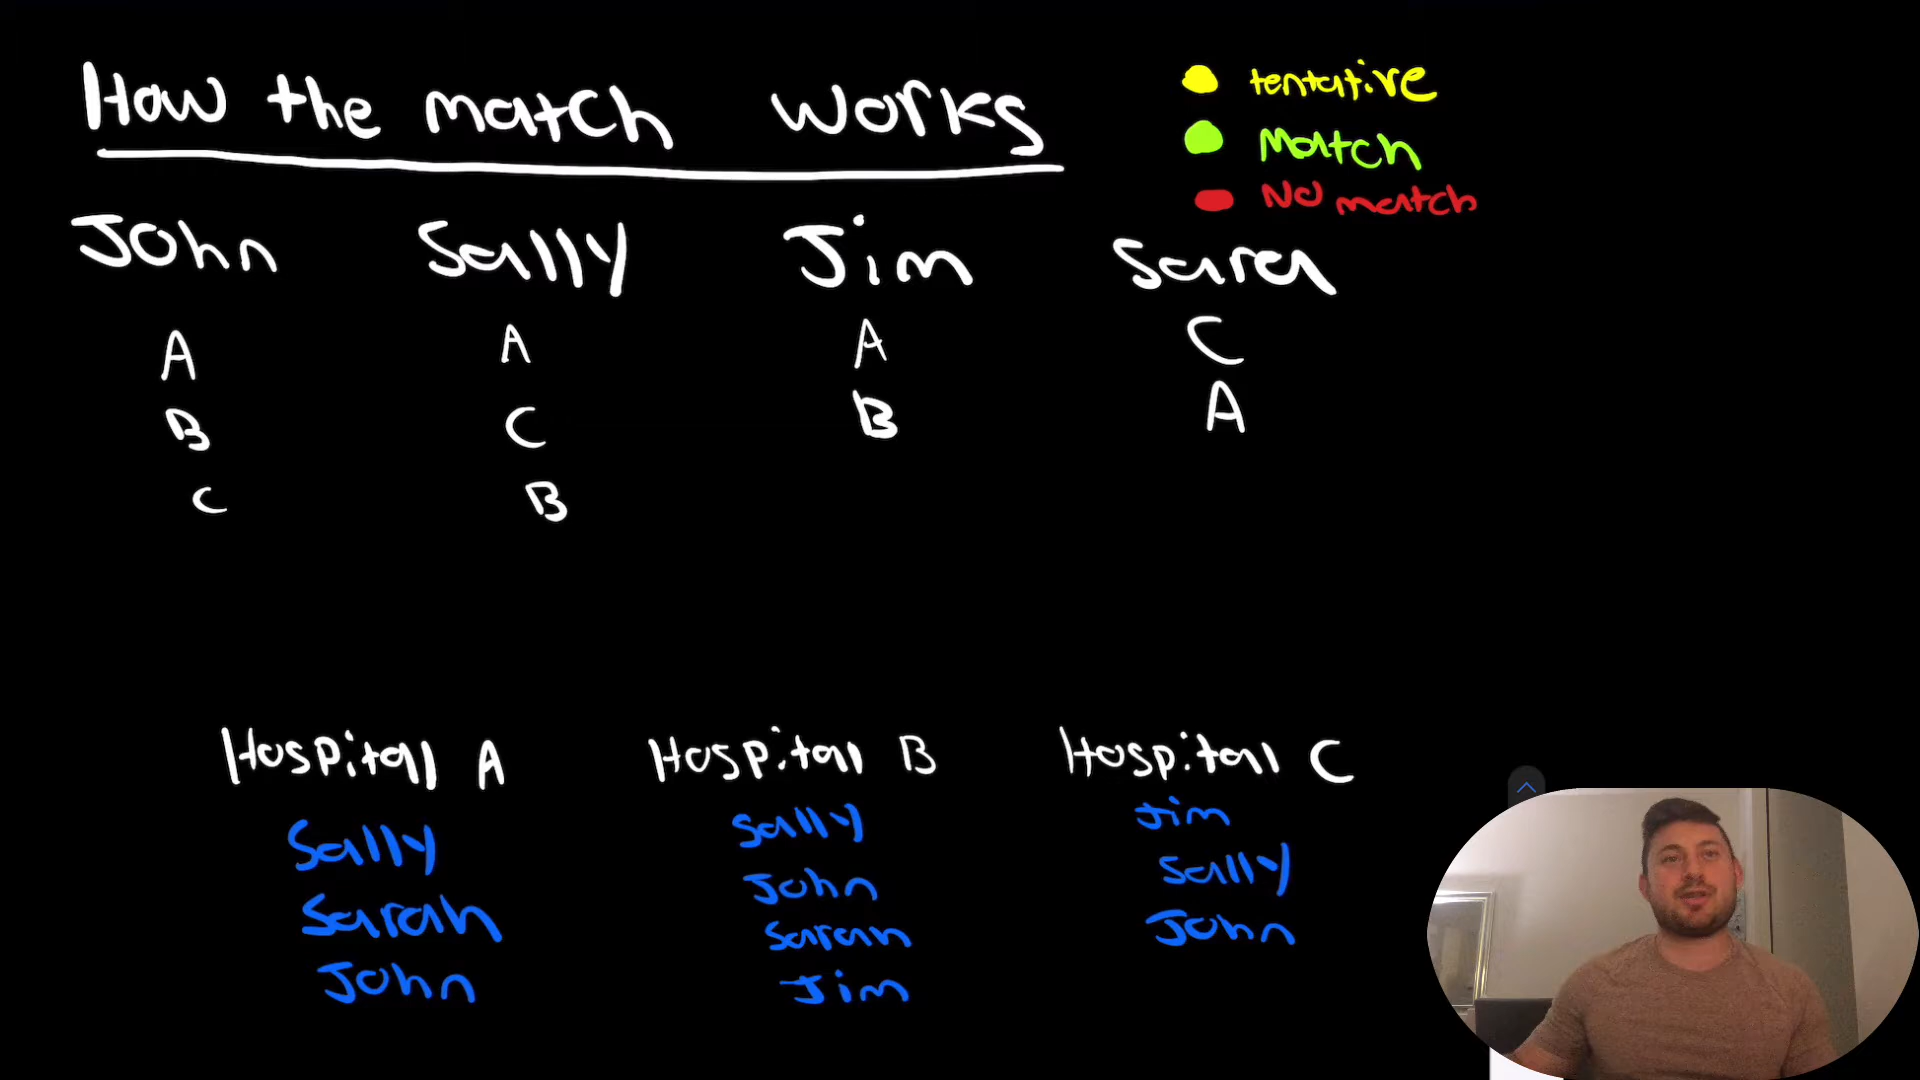 How the match works
tentative
Match
No match
John Sally Jim Sara
A A A C
B C B A
C B
Hospital A Hospital B Hospital C
Sally Sally Jim
Sarah John Sally
John Sarah John
Jim